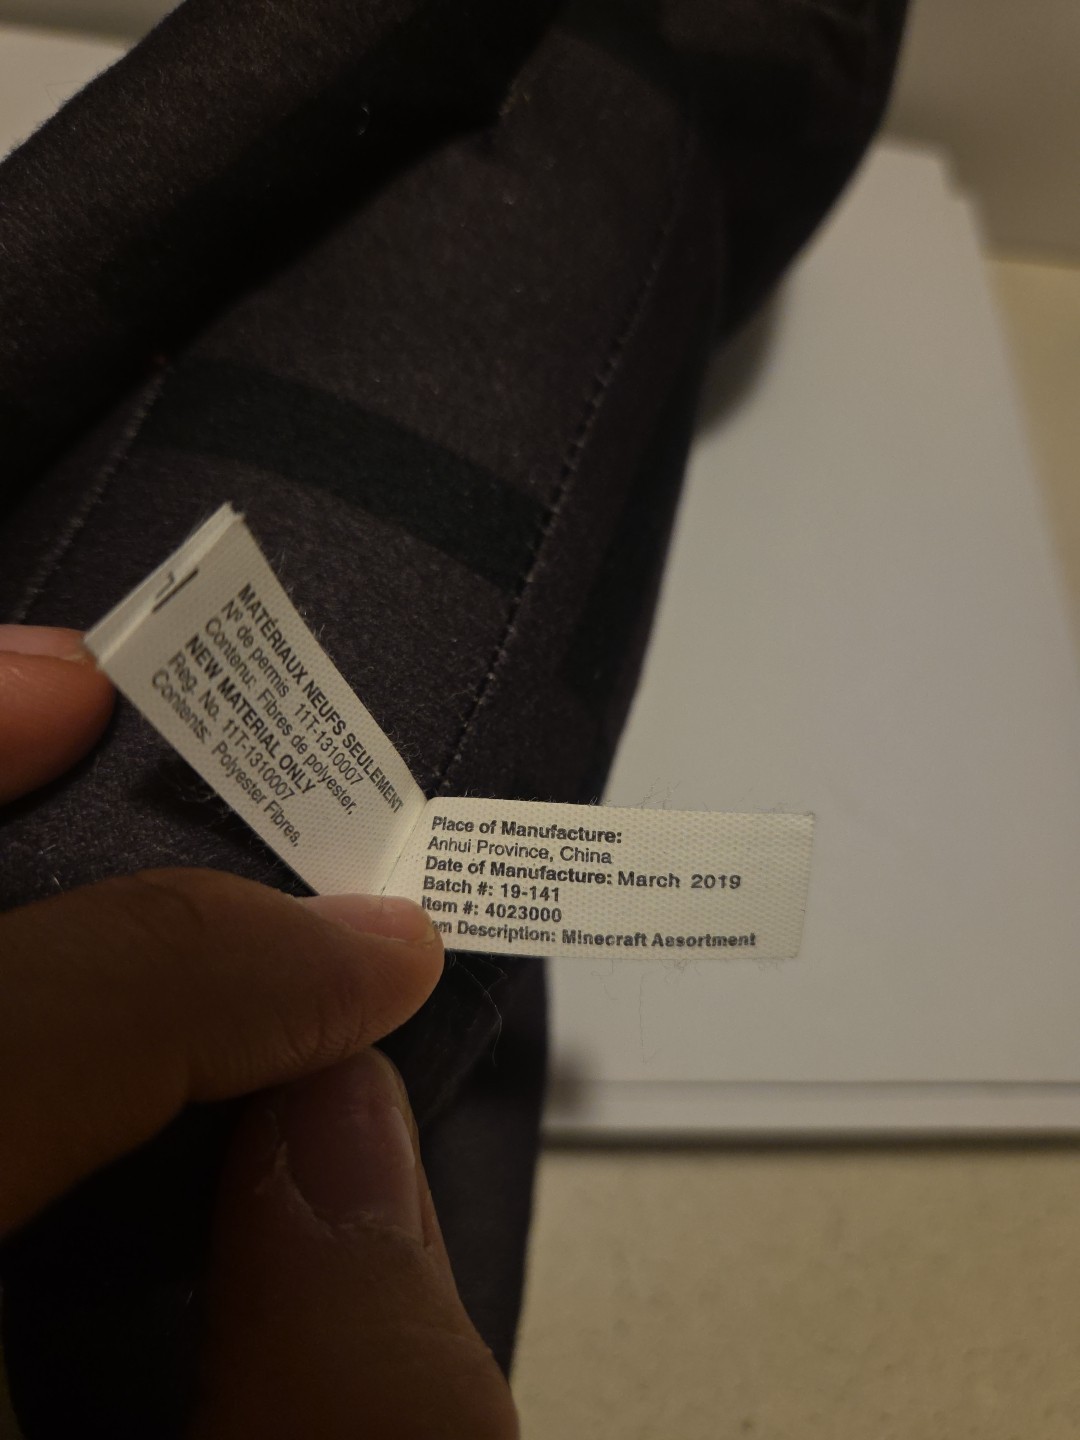 MATÉRIAUX NEUFS SEULEMENT
Nº de permis 11T-1310007
Contenu: Fibres de polyester,
NEW MATERIAL ONLY
Reg. No. 11T-1310007
Contents: Polyester Fibres,
Place of Manufacture:
Anhui Province, China
Date of Manufacture: March 2019
Batch #: 19-141
Item #: 4023000
em Description: Minecraft Assortment